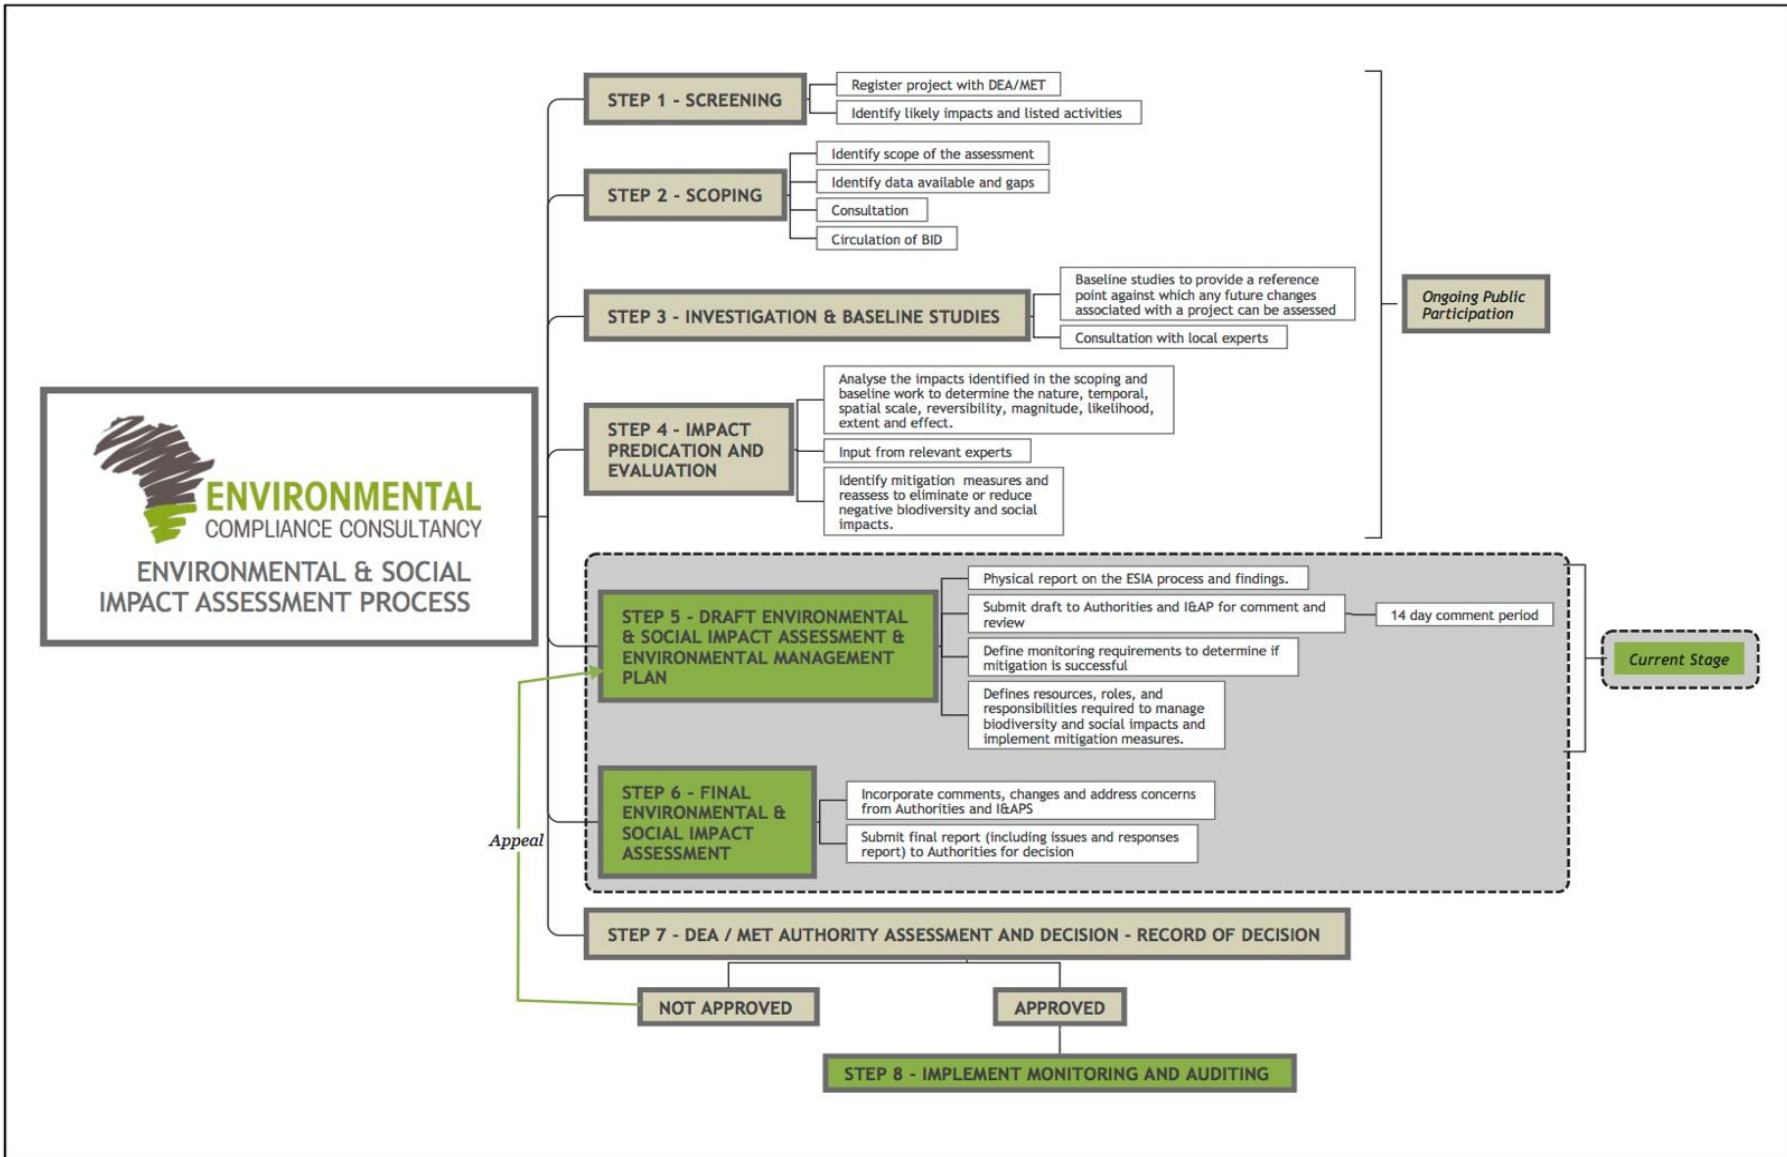 ENVIRONMENTAL
COMPLIANCE CONSULTANCY
ENVIRONMENTAL & SOCIAL
IMPACT ASSESSMENT PROCESS
STEP 1 - SCREENING
Register project with DEA/MET
Identify likely impacts and listed activities
STEP 2 - SCOPING
Identify scope of the assessment
Identify data available and gaps
Consultation
Circulation of BID
STEP 3 - INVESTIGATION & BASELINE STUDIES
Baseline studies to provide a reference
point against which any future changes
associated with a project can be assessed
Consultation with local experts
STEP 4 - IMPACT
PREDICATION AND
EVALUATION
Analyse the impacts identified in the scoping and
baseline work to determine the nature, temporal,
spatial scale, reversibility, magnitude, likelihood,
extent and effect.
Input from relevant experts
Identify mitigation measures and
reassess to eliminate or reduce
negative biodiversity and social
impacts.
Ongoing Public
Participation
STEP 5 - DRAFT ENVIRONMENTAL
& SOCIAL IMPACT ASSESSMENT &
ENVIRONMENTAL MANAGEMENT
PLAN
Physical report on the ESIA process and findings.
Submit draft to Authorities and I&AP for comment and
review
14 day comment period
Define monitoring requirements to determine if
mitigation is successful
Defines resources, roles, and
responsibilities required to manage
biodiversity and social impacts and
implement mitigation measures.
Current Stage
STEP 6 - FINAL
ENVIRONMENTAL &
SOCIAL IMPACT
ASSESSMENT
Incorporate comments, changes and address concerns
from Authorities and I&APS
Submit final report (including issues and responses
report) to Authorities for decision
Appeal
STEP 7 - DEA / MET AUTHORITY ASSESSMENT AND DECISION - RECORD OF DECISION
NOT APPROVED
APPROVED
STEP 8 - IMPLEMENT MONITORING AND AUDITING